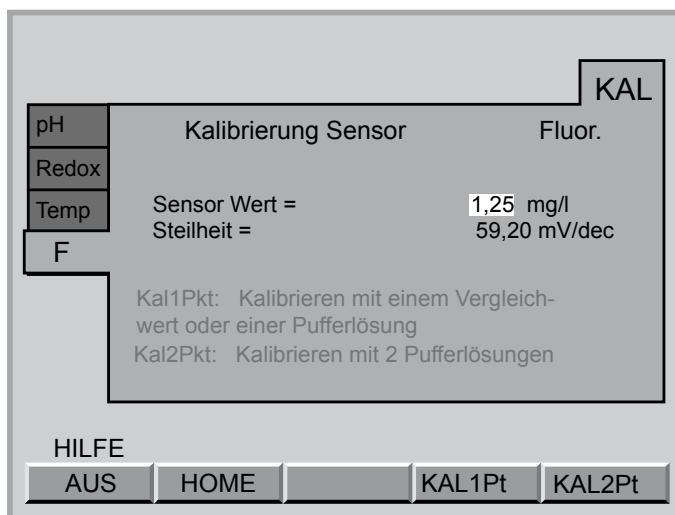 KAL
pH
Kalibrierung Sensor Fluor.
Redox
Temp
Sensor Wert = 1,25 mg/l
Steilheit = 59,20 mV/dec
F
Kal1Pkt: Kalibrieren mit einem Vergleich-
wert oder einer Pufferlösung
Kal2Pkt: Kalibrieren mit 2 Pufferlösungen
HILFE
AUS HOME KAL1Pt KAL2Pt